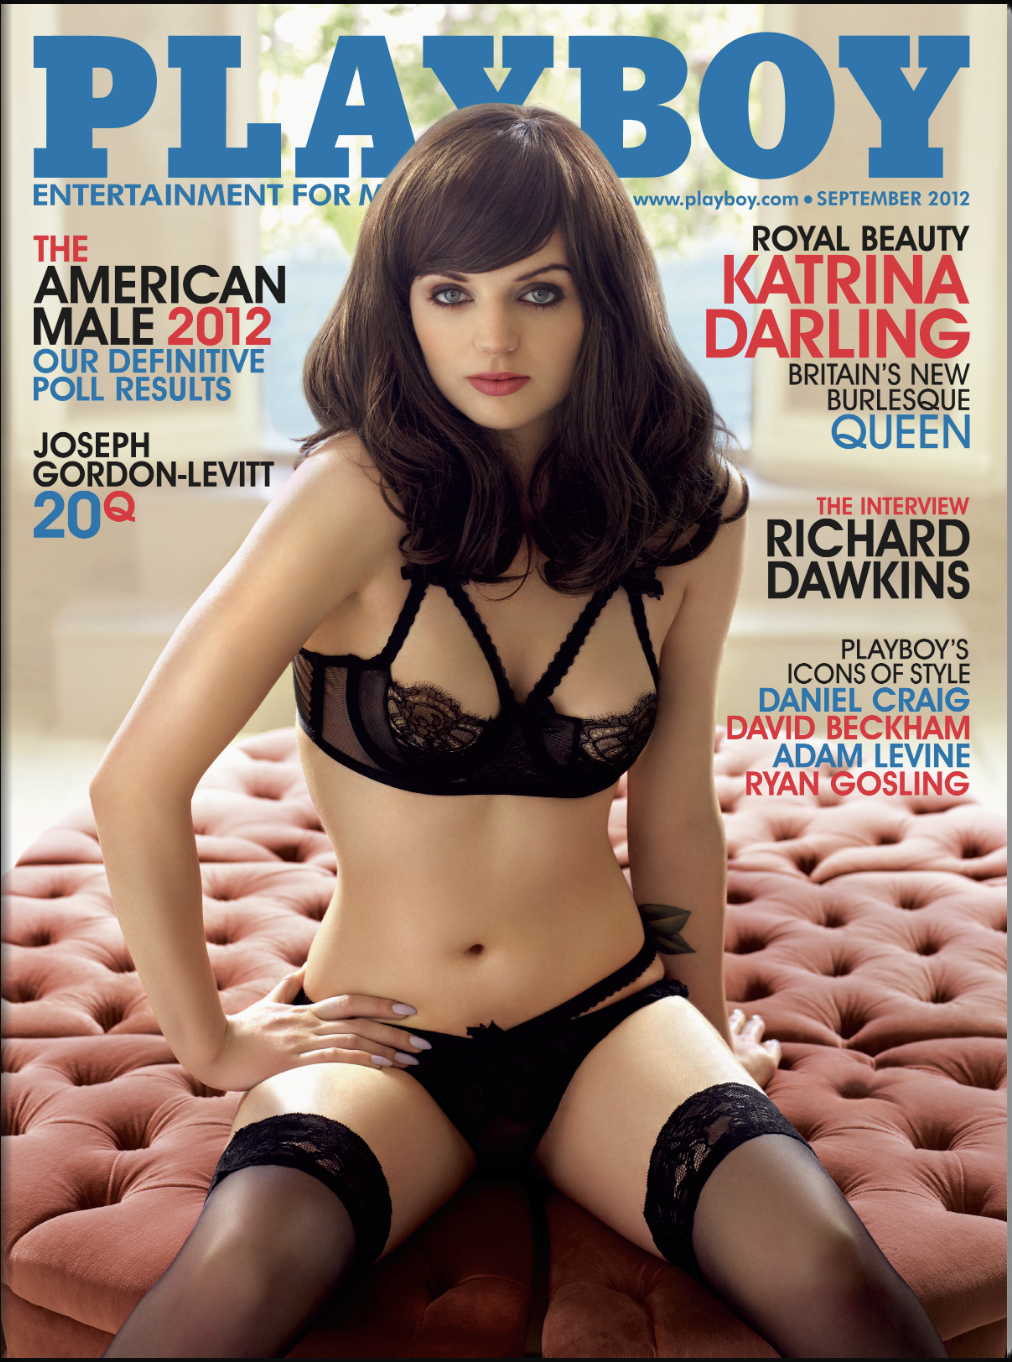 PLAYBOY
ENTERTAINMENT FOR M
www.playboy.com • SEPTEMBER 2012
THE
AMERICAN
MALE 2012
OUR DEFINITIVE
POLL RESULTS
JOSEPH
GORDON-LEVITT
20Q
ROYAL BEAUTY
KATRINA
DARLING
BRITAIN'S NEW
BURLESQUE
QUEEN
THE INTERVIEW
RICHARD
DAWKINS
PLAYBOY'S
ICONS OF STYLE
DANIEL CRAIG
DAVID BECKHAM
ADAM LEVINE
RYAN GOSLING